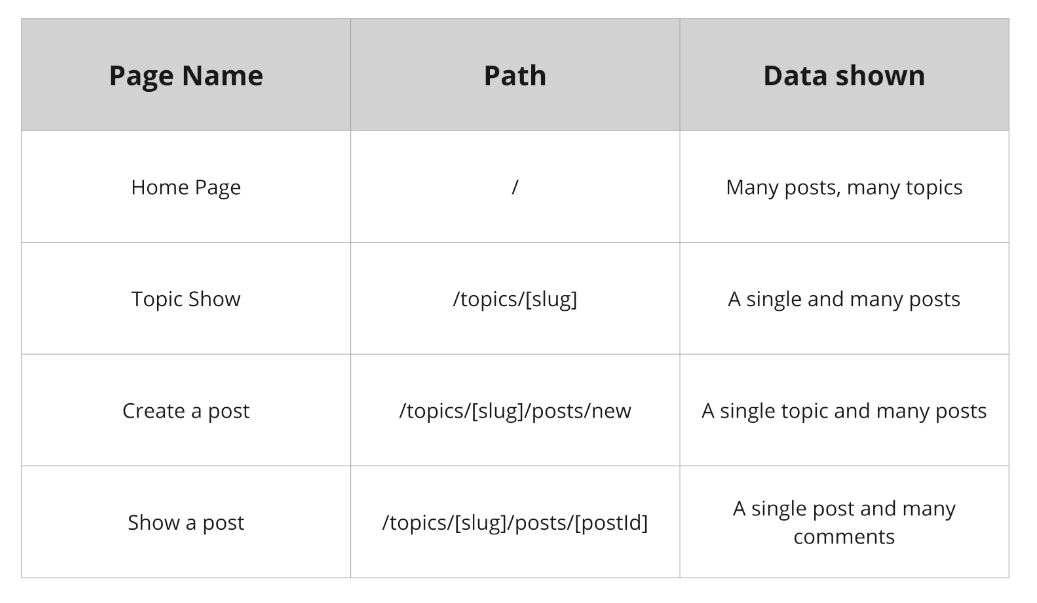 Page Name Path Data shown
Home Page / Many posts, many topics
Topic Show /topics/[slug] A single and many posts
Create a post /topics/[slug]/posts/new A single topic and many posts
Show a post /topics/[slug]/posts/[postId] A single post and many
comments